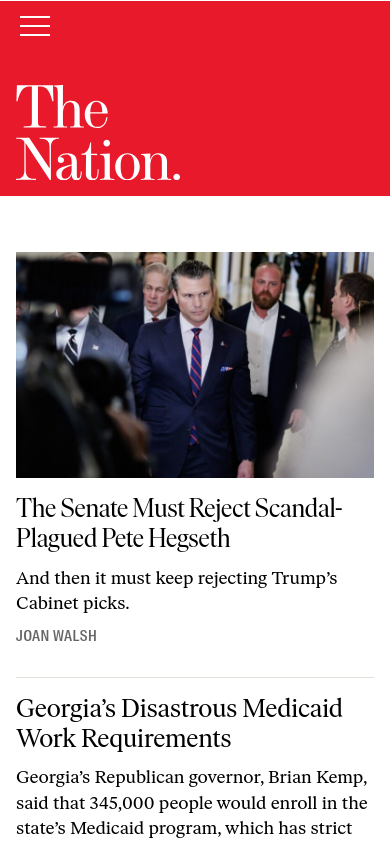 The
Nation.
The Senate Must Reject Scandal-
Plagued Pete Hegseth
And then it must keep rejecting Trump’s
Cabinet picks.
JOAN WALSH
Georgia’s Disastrous Medicaid
Work Requirements
Georgia’s Republican governor, Brian Kemp,
said that 345,000 people would enroll in the
state’s Medicaid program, which has strict